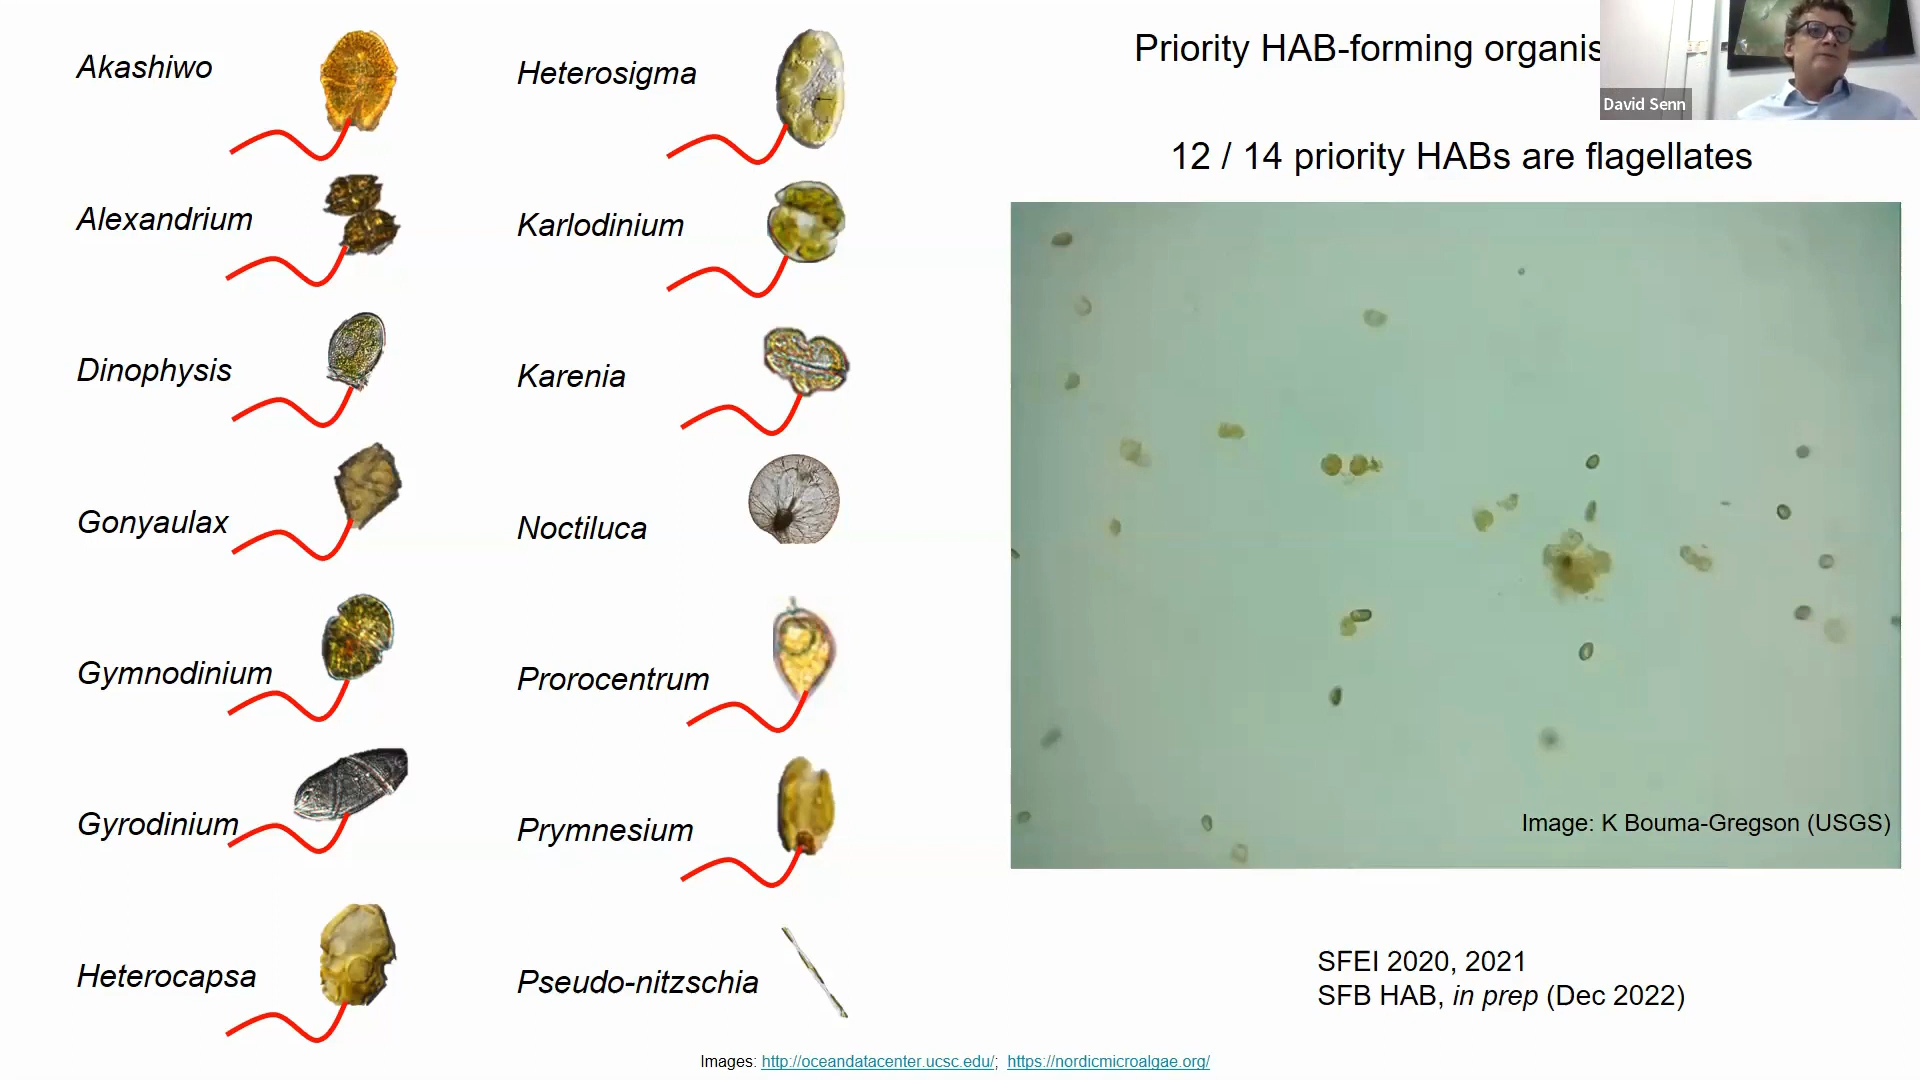 Akashiwo
Alexandrium
Dinophysis
Gonyaulax
Gymnodinium
Gyrodinium
Heterocapsa
Heterosigma
Karlodinium
Karenia
Noctiluca
Prorocentrum
Prymnesium
Pseudo-nitzschia
Priority HAB-forming organis
David Senn
12 / 14 priority HABs are flagellates
Image: K Bouma-Gregson (USGS)
SFEI 2020, 2021
SFB HAB, in prep (Dec 2022)
Images: http://oceandatacenter.ucsc.edu/; https://nordicmicroalgae.org/